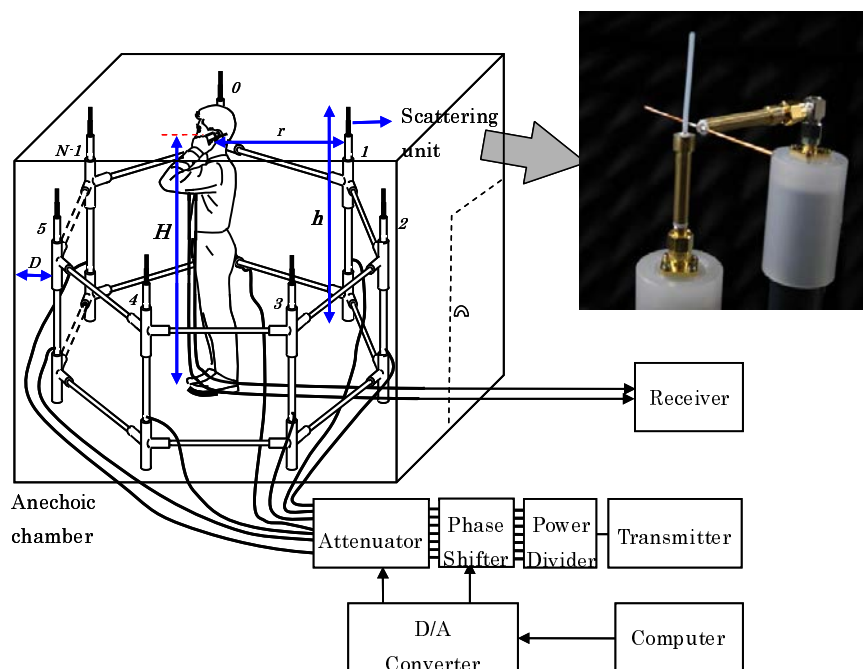 0
Scattering
unit
r
N-1
1
2
H
h
5
D
4
3
Receiver
Anechoic
chamber
Attenuator
Phase
Shifter
Power
Divider
Transmitter
D/A
Converter
Computer